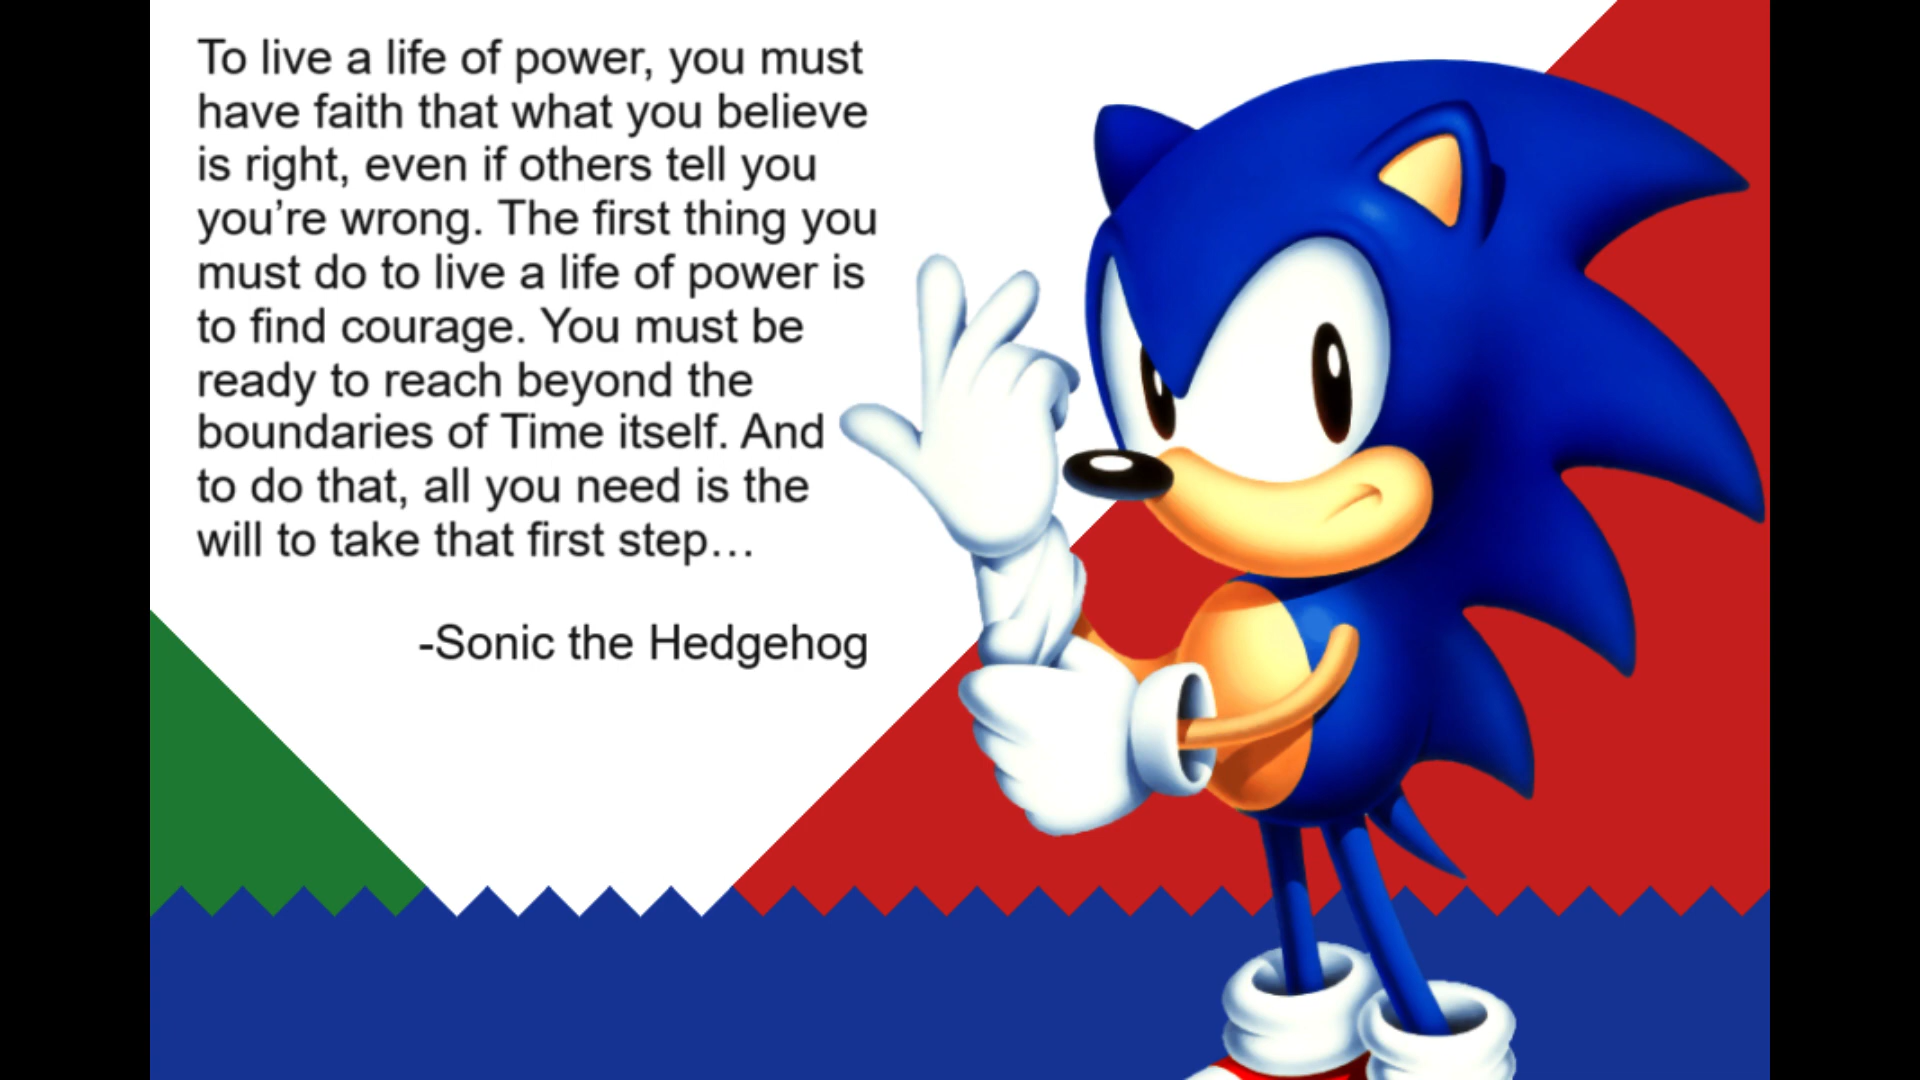 To live a life of power, you must
have faith that what you believe
is right, even if others tell you
you’re wrong. The first thing you
must do to live a life of power is
to find courage. You must be
ready to reach beyond the
boundaries of Time itself. And
to do that, all you need is the
will to take that first step…
-Sonic the Hedgehog